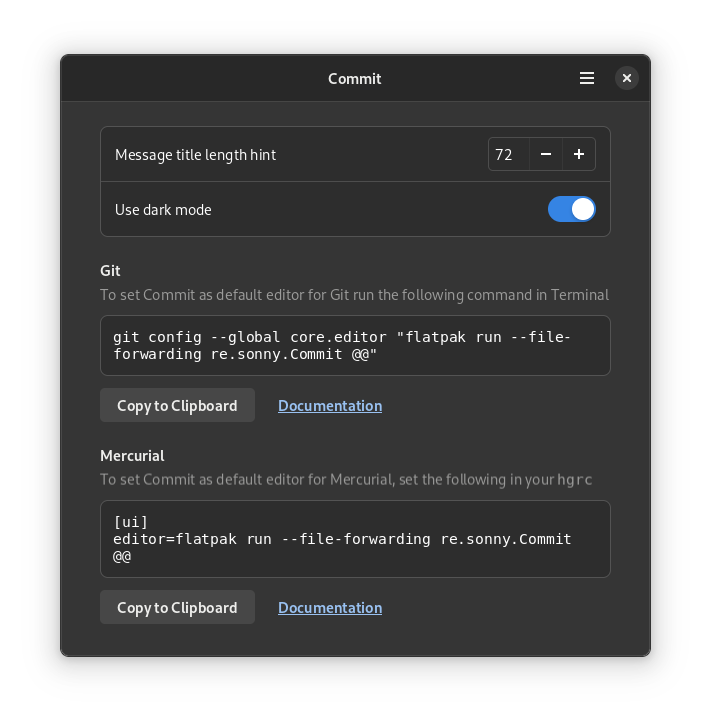 Commit
Message title length hint 72
Use dark mode
Git
To set Commit as default editor for Git run the following command in Terminal
git config --global core.editor "flatpak run --file-
forwarding re.sonny.Commit @@"
Copy to Clipboard Documentation
Mercurial
To set Commit as default editor for Mercurial, set the following in your hgrc
[ui]
editor=flatpak run --file-forwarding re.sonny.Commit
@@
Copy to Clipboard Documentation